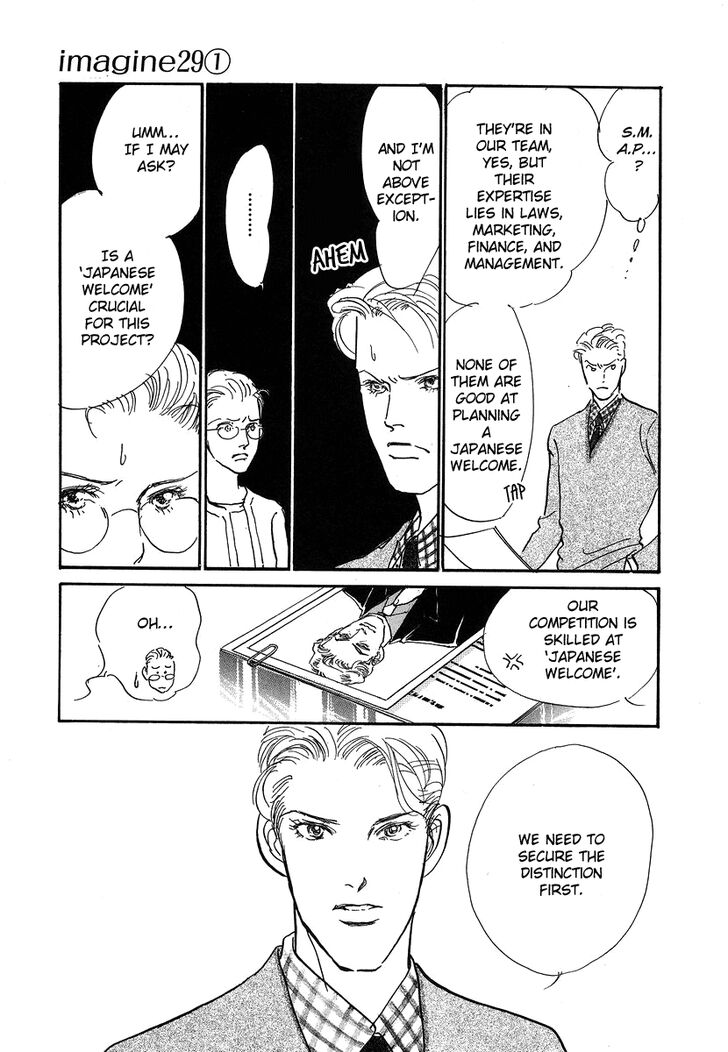 imagine29①
S.M.
A.P...
?
THEY'RE IN
OUR TEAM,
YES, BUT
THEIR
EXPERTISE
LIES IN LAWS,
MARKETING,
FINANCE, AND
MANAGEMENT.
NONE OF
THEM ARE
GOOD AT
PLANNING
A
JAPANESE
WELCOME.
TAP
AND I'M
NOT
ABOVE
EXCEPT-
ION.
AHEM
.........
UMM...
IF I MAY
ASK?
IS A
'JAPANESE
WELCOME'
CRUCIAL
FOR THIS
PROJECT?
OUR
COMPETITION IS
SKILLED AT
'JAPANESE
WELCOME'.
OH...
WE NEED TO
SECURE THE
DISTINCTION
FIRST.